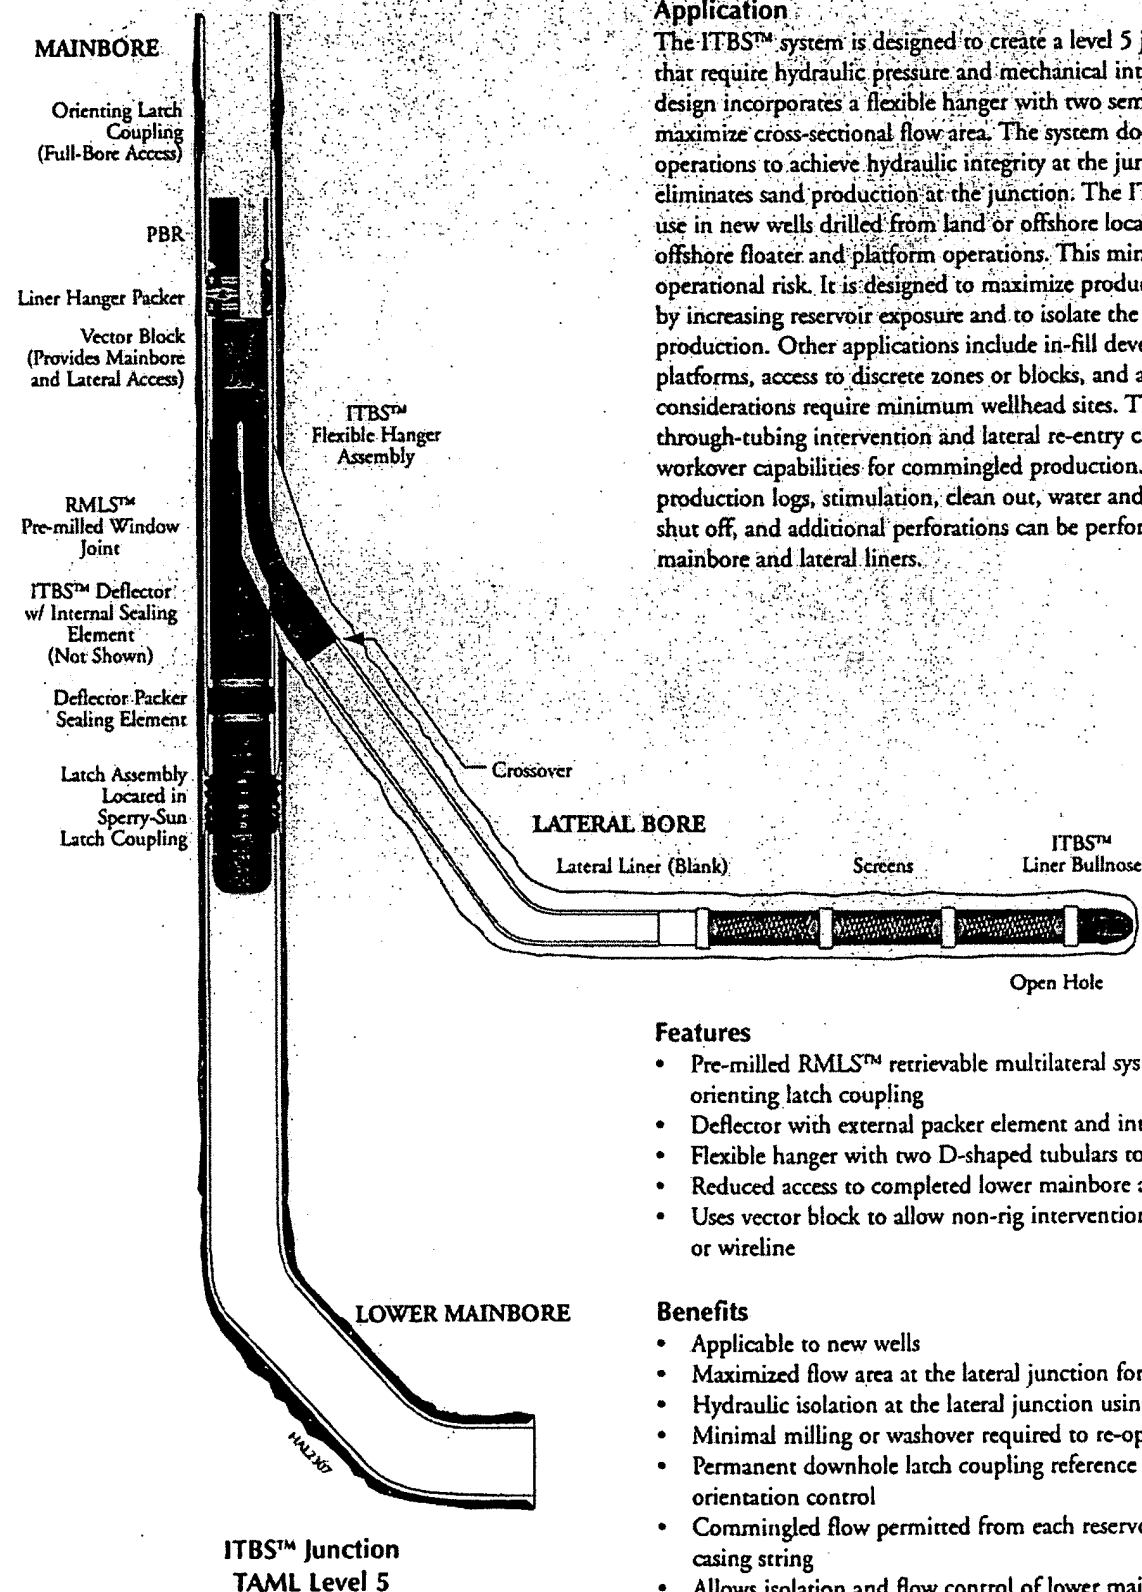 MAINBORE
Orienting Latch
Coupling
(Full-Bore Access)
PBR
Liner Hanger Packer
Vector Block
(Provides Mainbore
and Lateral Access)
ITBS™
Flexible Hanger
Assembly
RMLS™
Pre-milled Window
Joint
ITBS™ Deflector
w/ Internal Sealing
Element
(Not Shown)
Deflector Packer
Sealing Element
Latch Assembly
Located in
Sperry-Sun
Latch Coupling
Crossover
LATERAL BORE
Lateral Liner (Blank)
Screens
ITBS™
Liner Bullnose
Open Hole
LOWER MAINBORE
HAL2307
ITBS™ Junction
TAML Level 5
Application
The ITBS™ system is designed to create a level 5
that require hydraulic pressure and mechanical int
design incorporates a flexible hanger with two sem
maximize cross-sectional flow area. The system do
operations to achieve hydraulic integrity at the jun
eliminates sand production at the junction. The I
use in new wells drilled from land or offshore loca
offshore floater and platform operations. This min
operational risk. It is designed to maximize produ
by increasing reservoir exposure and to isolate the
production. Other applications include in-fill deve
platforms, access to discrete zones or blocks, and a
considerations require minimum wellhead sites. T
through-tubing intervention and lateral re-entry c
workover capabilities for commingled production.
production logs, stimulation, clean out, water and
shut off, and additional perforations can be perfor
mainbore and lateral liners.
Features
• Pre-milled RMLS™ retrievable multilateral sys
orienting latch coupling
• Deflector with external packer element and int
• Flexible hanger with two D-shaped tubulars to
• Reduced access to completed lower mainbore a
• Uses vector block to allow non-rig intervention
or wireline
Benefits
• Applicable to new wells
• Maximized flow area at the lateral junction for
• Hydraulic isolation at the lateral junction usin
• Minimal milling or washover required to re-op
• Permanent downhole latch coupling reference
orientation control
• Commingled flow permitted from each reserv
casing string
• Allows isolation and flow control of lower mai